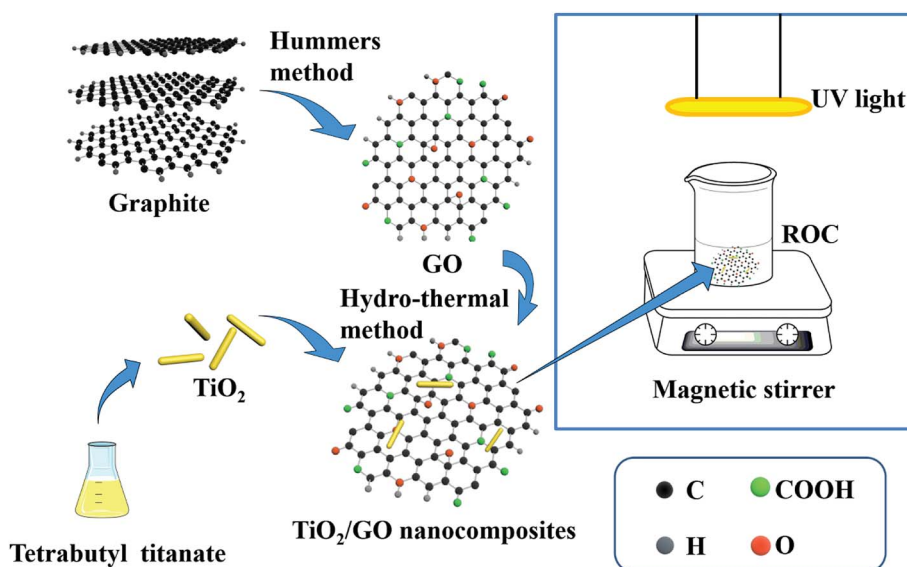 Hummers
method
Graphite
GO
Hydro-thermal
method
TiO₂
Tetrabutyl titanate
TiO₂/GO nanocomposites
UV light
ROC
Magnetic stirrer
C
COOH
H
O